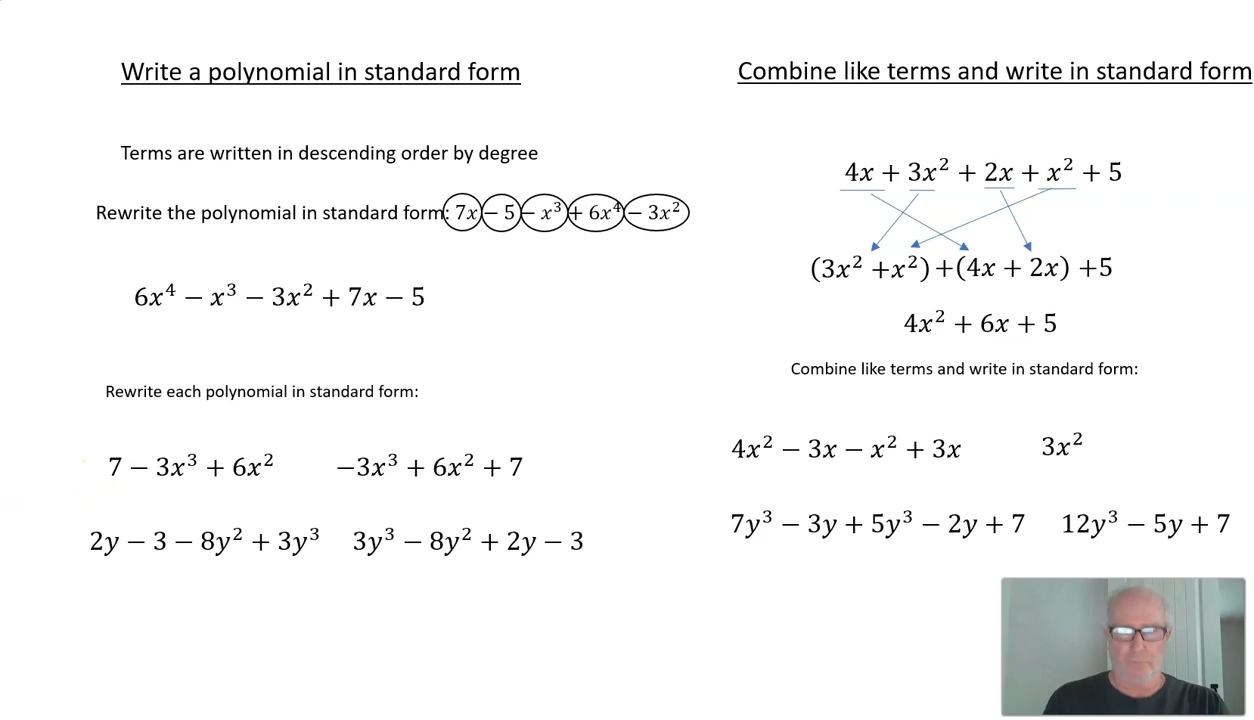 Write a polynomial in standard form
Terms are written in descending order by degree
Rewrite the polynomial in standard form: 7x − 5 − x³ + 6x⁴ − 3x²
6x⁴ − x³ − 3x² + 7x − 5
Rewrite each polynomial in standard form:
7 − 3x³ + 6x² −3x³ + 6x² + 7
2y − 3 − 8y² + 3y³ 3y³ − 8y² + 2y − 3
Combine like terms and write in standard form
4x + 3x² + 2x + x² + 5
(3x² +x²) +(4x + 2x) +5
4x² + 6x + 5
Combine like terms and write in standard form:
4x² − 3x − x² + 3x 3x²
7y³ − 3y + 5y³ − 2y + 7 12y³ − 5y + 7